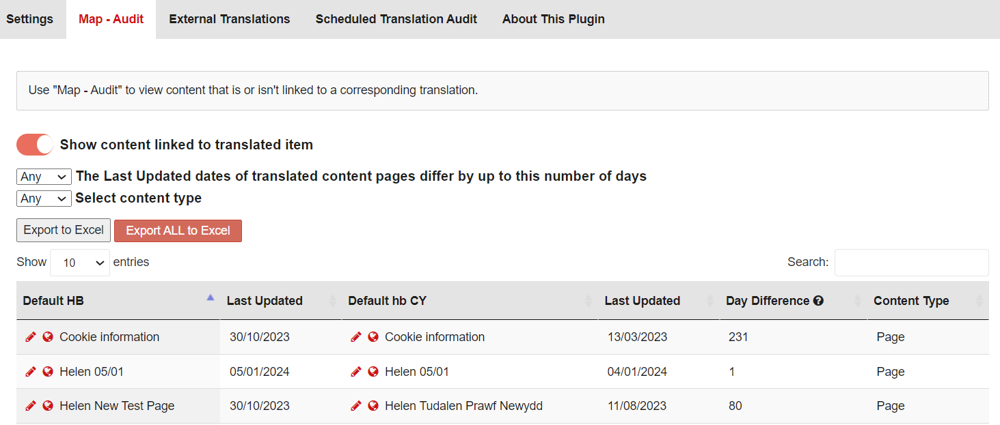 Settings Map - Audit External Translations Scheduled Translation Audit About This Plugin
Use "Map - Audit" to view content that is or isn't linked to a corresponding translation.
Show content linked to translated item
Any The Last Updated dates of translated content pages differ by up to this number of days
Any Select content type
Export to Excel Export ALL to Excel
Show 10 entries Search:
Default HB Last Updated Default hb CY Last Updated Day Difference ? Content Type
Cookie information 30/10/2023 Cookie information 13/03/2023 231 Page
Helen 05/01 05/01/2024 Helen 05/01 04/01/2024 1 Page
Helen New Test Page 30/10/2023 Helen Tudalen Prawf Newydd 11/08/2023 80 Page